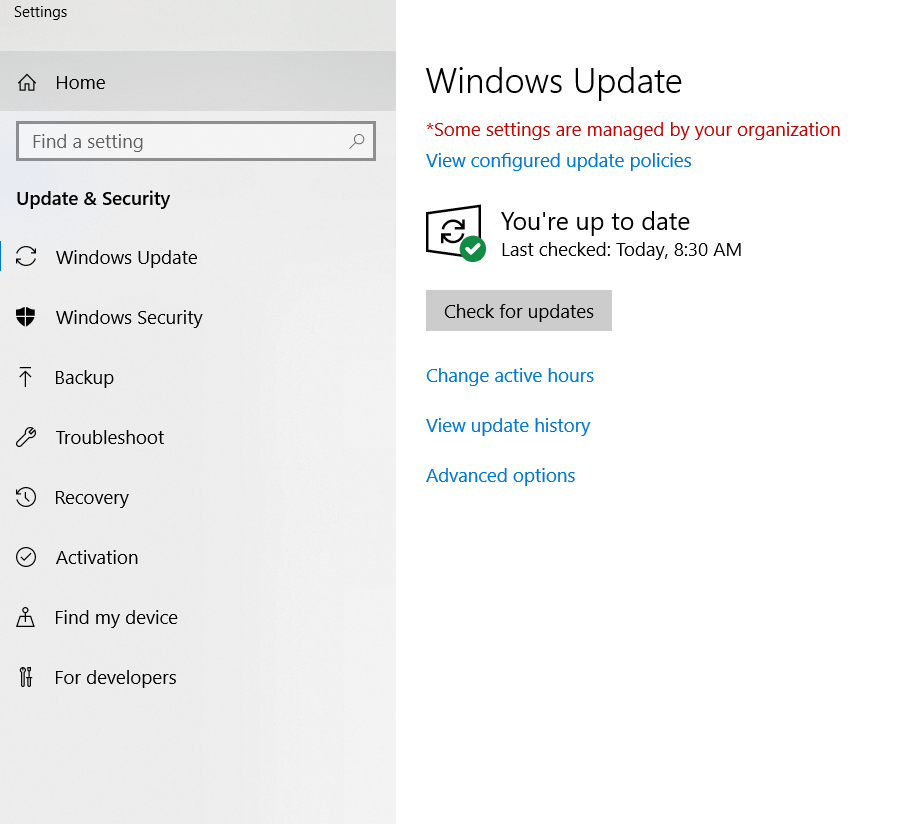 Settings
Home
Find a setting
Update & Security
Windows Update
Windows Security
Backup
Troubleshoot
Recovery
Activation
Find my device
For developers
Windows Update
*Some settings are managed by your organization
View configured update policies
You're up to date
Last checked: Today, 8:30 AM
Check for updates
Change active hours
View update history
Advanced options